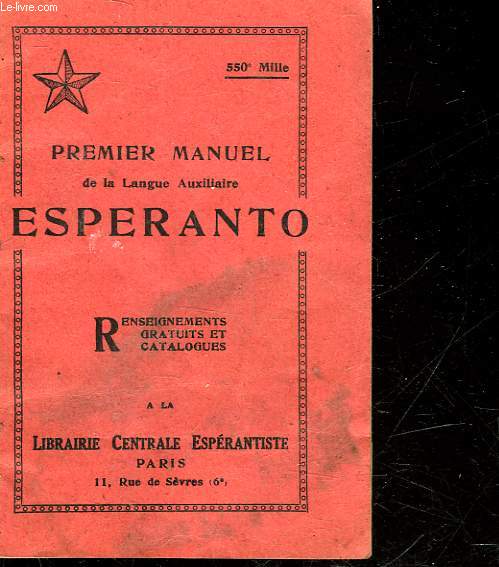 Le-livre.com
550e Mille
PREMIER MANUEL
de la Langue Auxiliaire
ESPERANTO
RENSEIGNEMENTS
GRATUITS ET
CATALOGUES
A LA
LIBRAIRIE CENTRALE ESPÉRANTISTE
PARIS
11, Rue de Sèvres (6e)